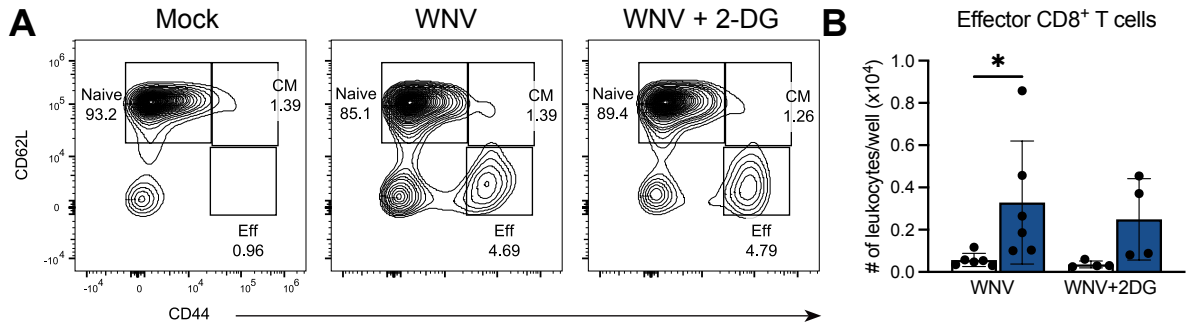 A
Mock
WNV
WNV + 2-DG
CD62L
10⁶
10⁵
10⁴
0
-10⁴
Naive
93.2
CM
1.39
Eff
0.96
Naive
85.1
CM
1.39
Eff
4.69
Naive
89.4
CM
1.26
Eff
4.79
-10⁴ 0 10⁴ 10⁵ 10⁶
CD44
B
Effector CD8⁺ T cells
# of leukocytes/well (x10⁴)
1.0
0.8
0.6
0.4
0.2
0.0
*
WNV WNV+2DG